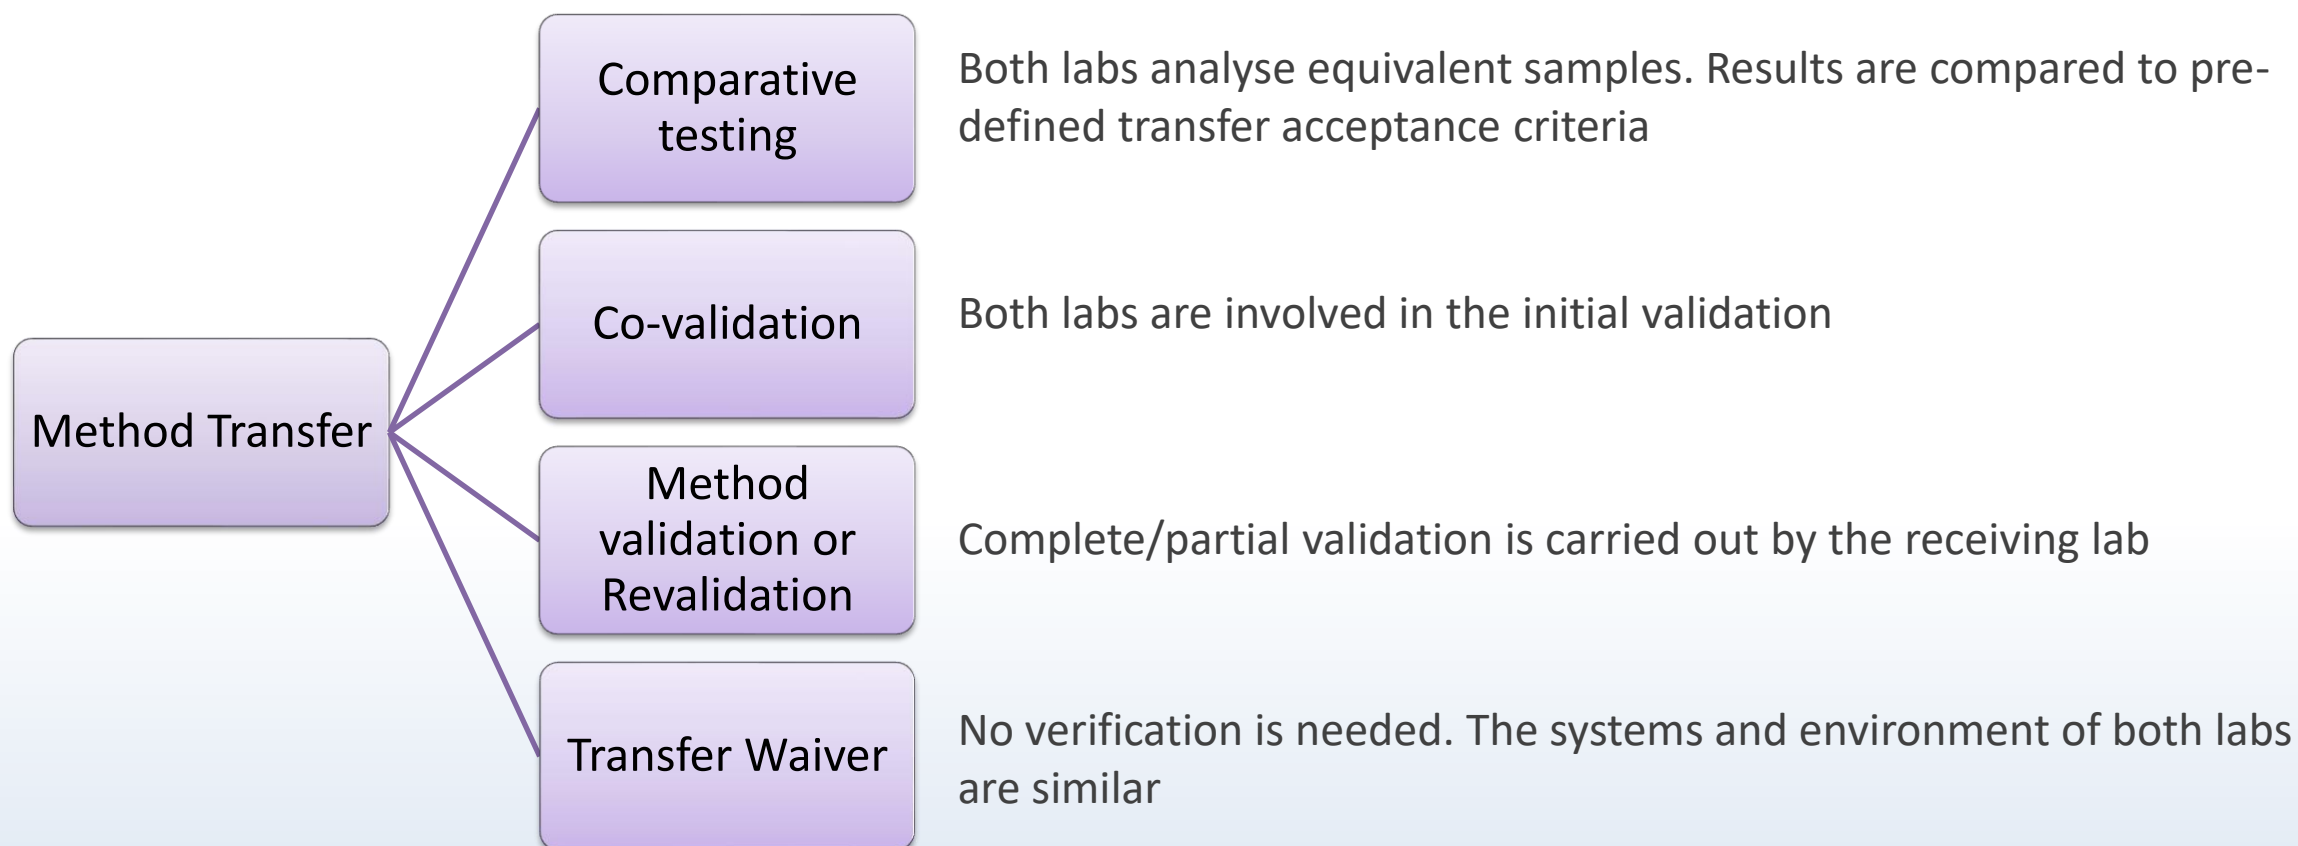 Comparative
testing
Both labs analyse equivalent samples. Results are compared to pre-
defined transfer acceptance criteria
Co-validation
Both labs are involved in the initial validation
Method Transfer
Method
validation or
Revalidation
Complete/partial validation is carried out by the receiving lab
Transfer Waiver
No verification is needed. The systems and environment of both labs
are similar